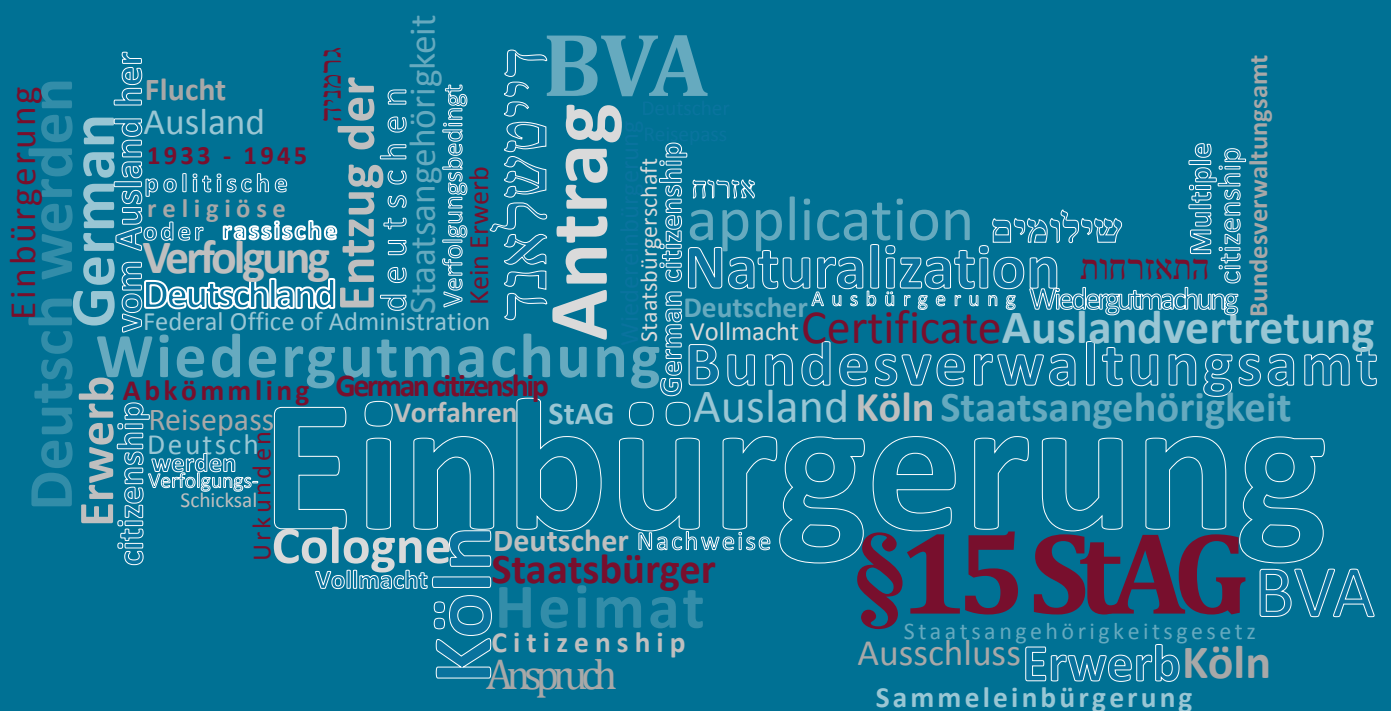 Einbürgerung
Deutsch werden
German
vom Ausland her
Flucht
Ausland
1933 - 1945
politische
religiöse
oder rassische
Verfolgung
Deutschland
Federal Office of Administration
גרמניה
Entzug der
deutschen
Staatsangehörigkeit
Verfolgungsbedingt
Kein Erwerb
דייטשלאנד
BVA
Antrag
Deutscher
Reisepass
Wiedereinbürgerung
Staatsbürgerschaft
German citizenship
אזרוח
application
שילומים
Naturalization
התאזרחות
Multiple
citizenship
Bundesverwaltungsamt
Deutscher
Ausbürgerung
Wiedergutmachung
Vollmacht
Certificate
Auslandvertretung
Wiedergutmachung
Bundesverwaltungsamt
Erwerb
citizenship
Abkömmling
German citizenship
Reisepass
Vorfahren
StAG
Ausland
Köln
Staatsangehörigkeit
Deutsch
werden
Verfolgungs-
Schicksal
Urkunden
Einbürgerung
Cologne
Vollmacht
Köln
Deutscher
Nachweise
Staatsbürger
Heimat
Citizenship
Anspruch
§15 StAG
BVA
Staatsangehörigkeitsgesetz
Ausschluss
Erwerb
Köln
Sammeleinbürgerung